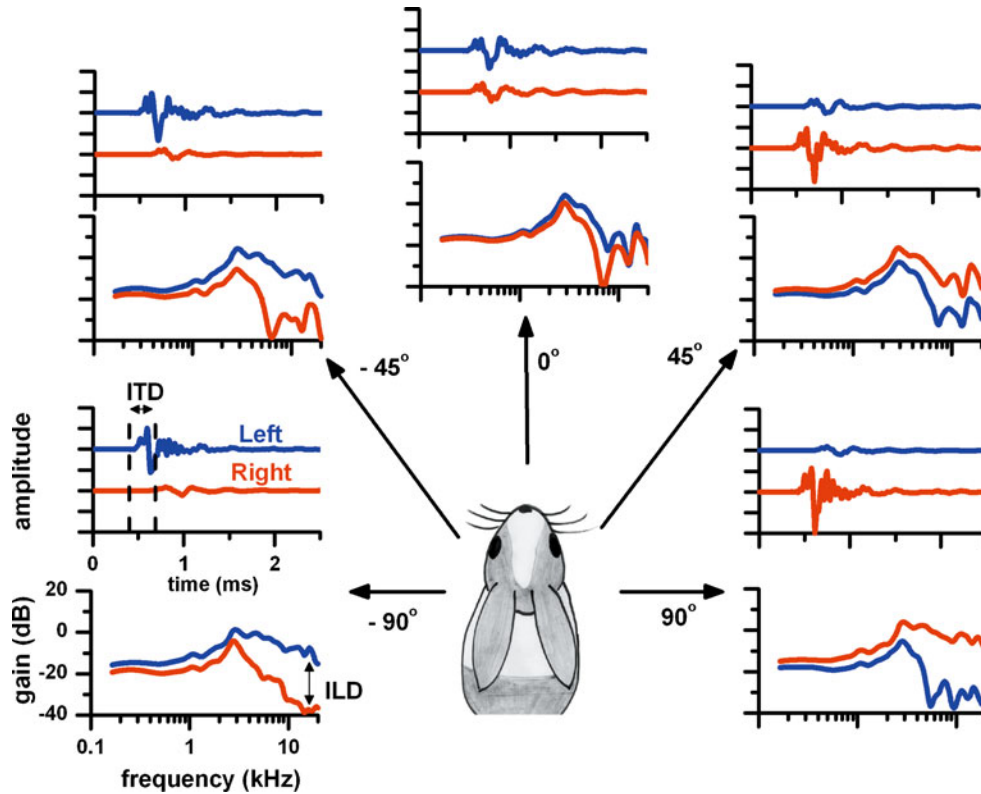 - 45°
0°
45°
ITD
Left
Right
amplitude
0
1
2
time (ms)
- 90°
90°
20
0
-20
-40
gain (dB)
ILD
0.1
1
10
frequency (kHz)